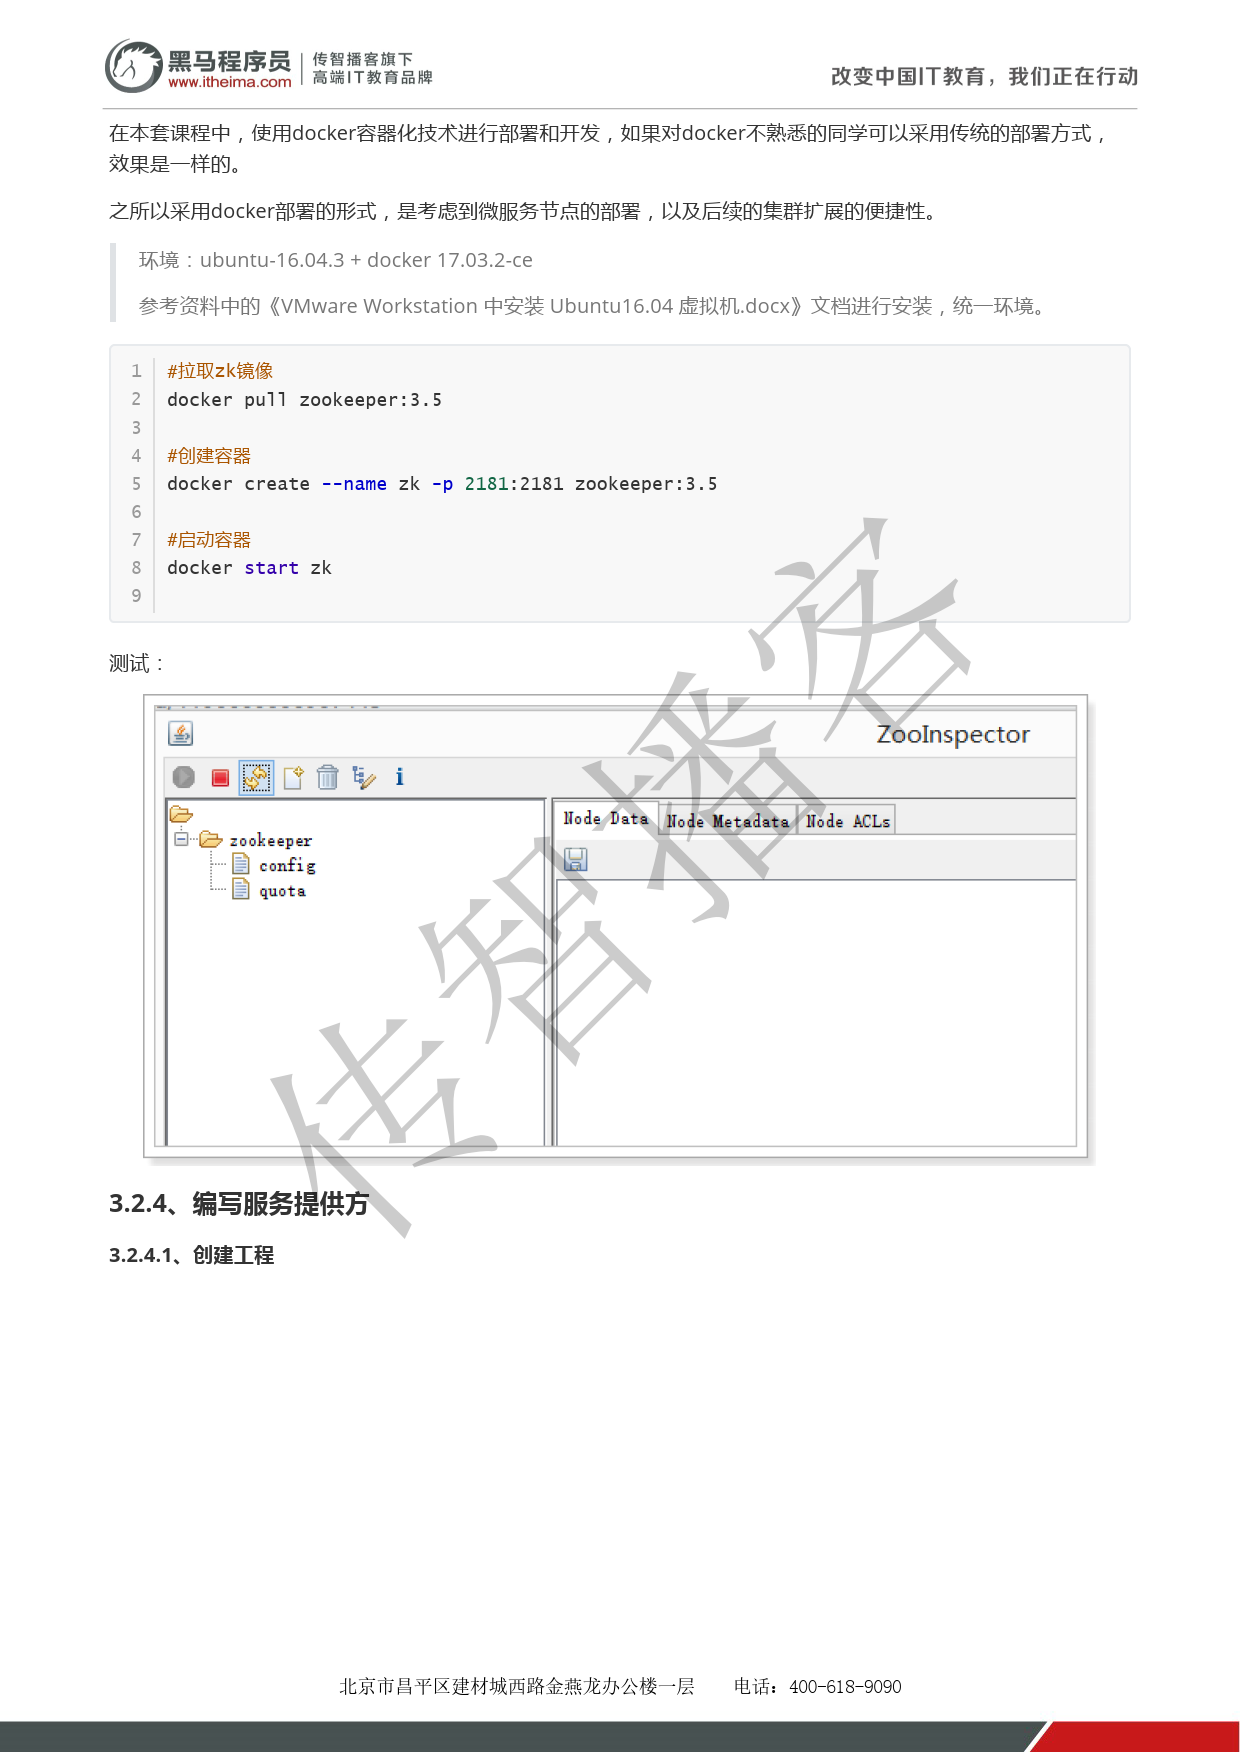 黑马程序员
www.itheima.com
传智播客旗下
高端IT教育品牌
改变中国IT教育，我们正在行动
在本套课程中，使用docker容器化技术进行部署和开发，如果对docker不熟悉的同学可以采用传统的部署方式，
效果是一样的。
之所以采用docker部署的形式，是考虑到微服务节点的部署，以及后续的集群扩展的便捷性。
环境：ubuntu-16.04.3 + docker 17.03.2-ce
参考资料中的《VMware Workstation 中安装 Ubuntu16.04 虚拟机.docx》文档进行安装，统一环境。
1 #拉取zk镜像
2 docker pull zookeeper:3.5
3
4 #创建容器
5 docker create --name zk -p 2181:2181 zookeeper:3.5
6
7 #启动容器
8 docker start zk
9
测试：
ZooInspector
Node Data Node Metadata Node ACLs
zookeeper
config
quota
传智播客
3.2.4、编写服务提供方
3.2.4.1、创建工程
北京市昌平区建材城西路金燕龙办公楼一层 电话：400-618-9090